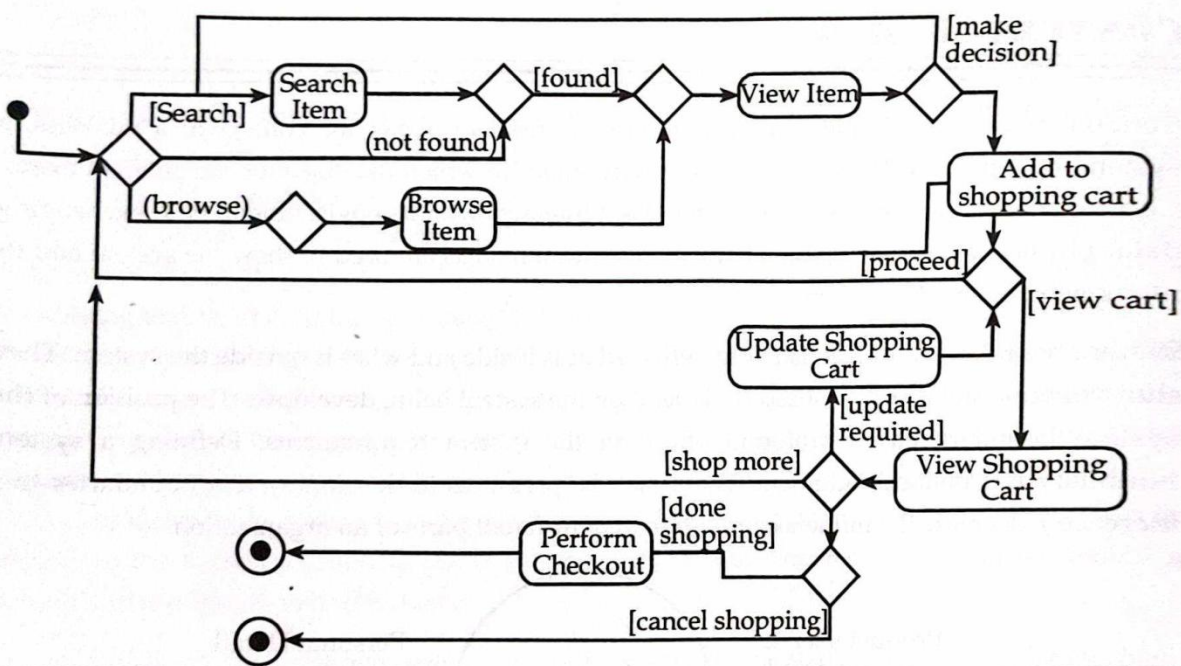 [make
decision]
[Search]
Search
Item
[found]
View Item
(not found)
Add to
shopping cart
(browse)
Browse
Item
[proceed]
[view cart]
Update Shopping
Cart
[update
required]
[shop more]
View Shopping
Cart
[done
shopping]
Perform
Checkout
[cancel shopping]